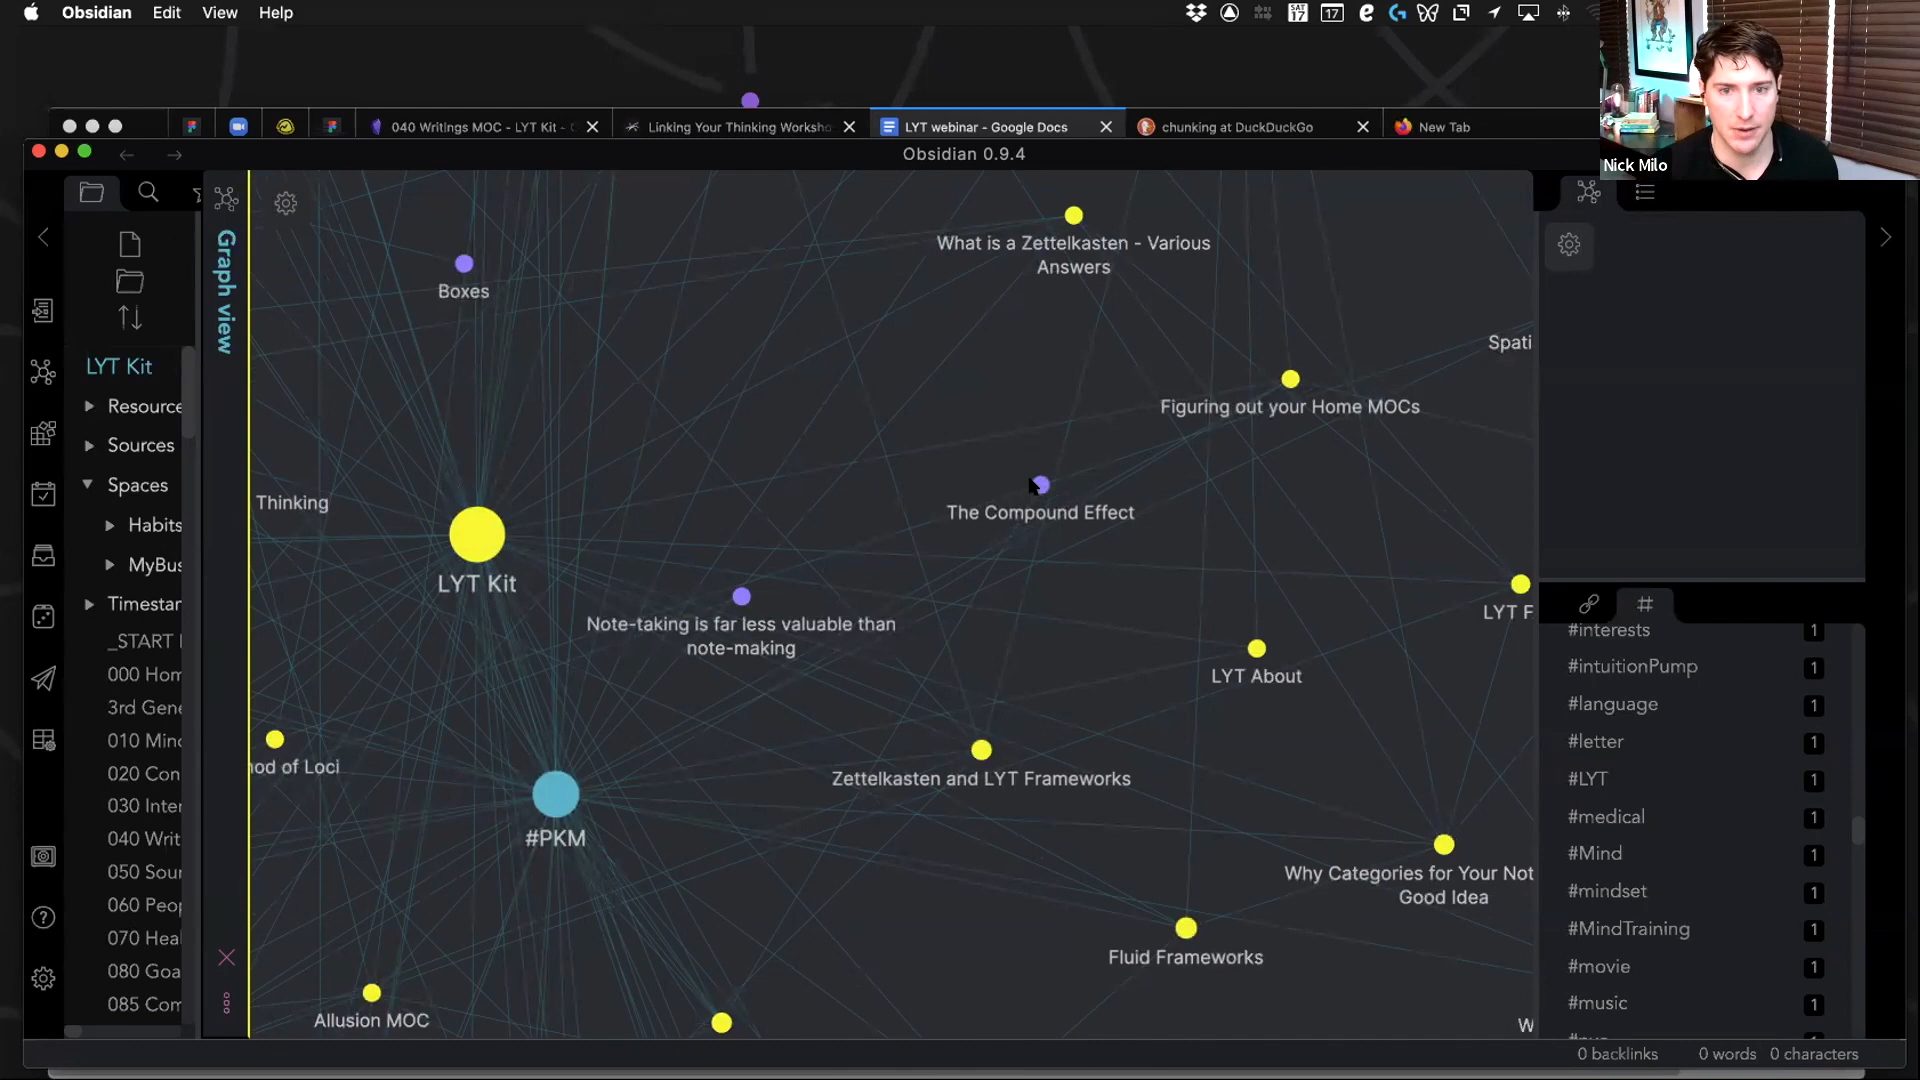 Obsidian Edit View Help
SAT 17 17
Nick Milo
040 Writings MOC - LYT Kit -
Linking Your Thinking Worksho
LYT webinar - Google Docs
chunking at DuckDuckGo
New Tab
Obsidian 0.9.4
Graph view
LYT Kit
Resource
Sources
Spaces
Habits
MyBus
Timestar
_START
000 Hom
3rd Gene
010 Mind
020 Con
030 Inter
040 Writ
050 Sour
060 Peop
070 Heal
080 Goa
085 Com
What is a Zettelkasten - Various
Answers
Boxes
Spati
Figuring out your Home MOCs
Thinking
The Compound Effect
LYT Kit
Note-taking is far less valuable than
note-making
LYT F
LYT About
nod of Loci
Zettelkasten and LYT Frameworks
#PKM
Why Categories for Your Not
Good Idea
Fluid Frameworks
Allusion MOC
W
#interests 1
#intuitionPump 1
#language 1
#letter 1
#LYT 1
#medical 1
#Mind 1
#mindset 1
#MindTraining 1
#movie 1
#music 1
0 backlinks 0 words 0 characters